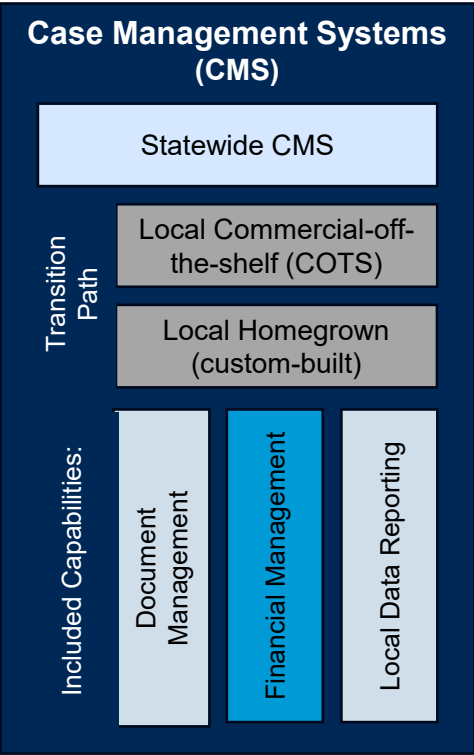 Case Management Systems
(CMS)
Statewide CMS
Transition
Path
Local Commercial-off-
the-shelf (COTS)
Local Homegrown
(custom-built)
Included Capabilities:
Document
Management
Financial Management
Local Data Reporting